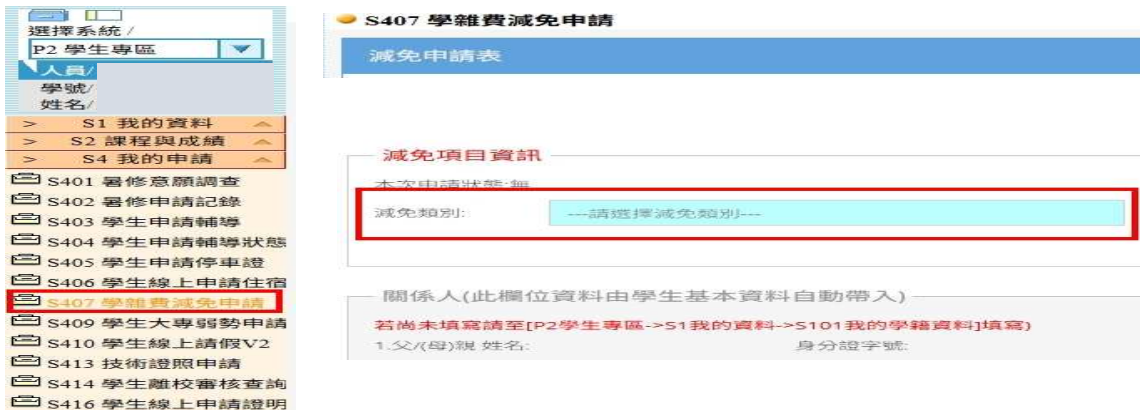 選擇系統/
P2 學生專區
人員/
學號/
姓名/
> S1 我的資料
> S2 課程與成績
> S4 我的申請
S401 暑修意願調查
S402 暑修申請記錄
S403 學生申請輔導
S404 學生申請輔導狀態
S405 學生申請停車證
S406 學生線上申請住宿
S407 學雜費減免申請
S409 學生大專弱勢申請
S410 學生線上請假V2
S413 技術證照申請
S414 學生離校審核查詢
S416 學生線上申請證明
S407 學雜費減免申請
減免申請表
減免項目資訊
本次申請狀態:無
減免類別: ---請選擇減免類別---
關係人(此欄位資料由學生基本資料自動帶入)
若尚未填寫請至[P2學生專區->S1我的資料->S101我的學籍資料]填寫)
1.父/(母)親 姓名: 身分證字號: